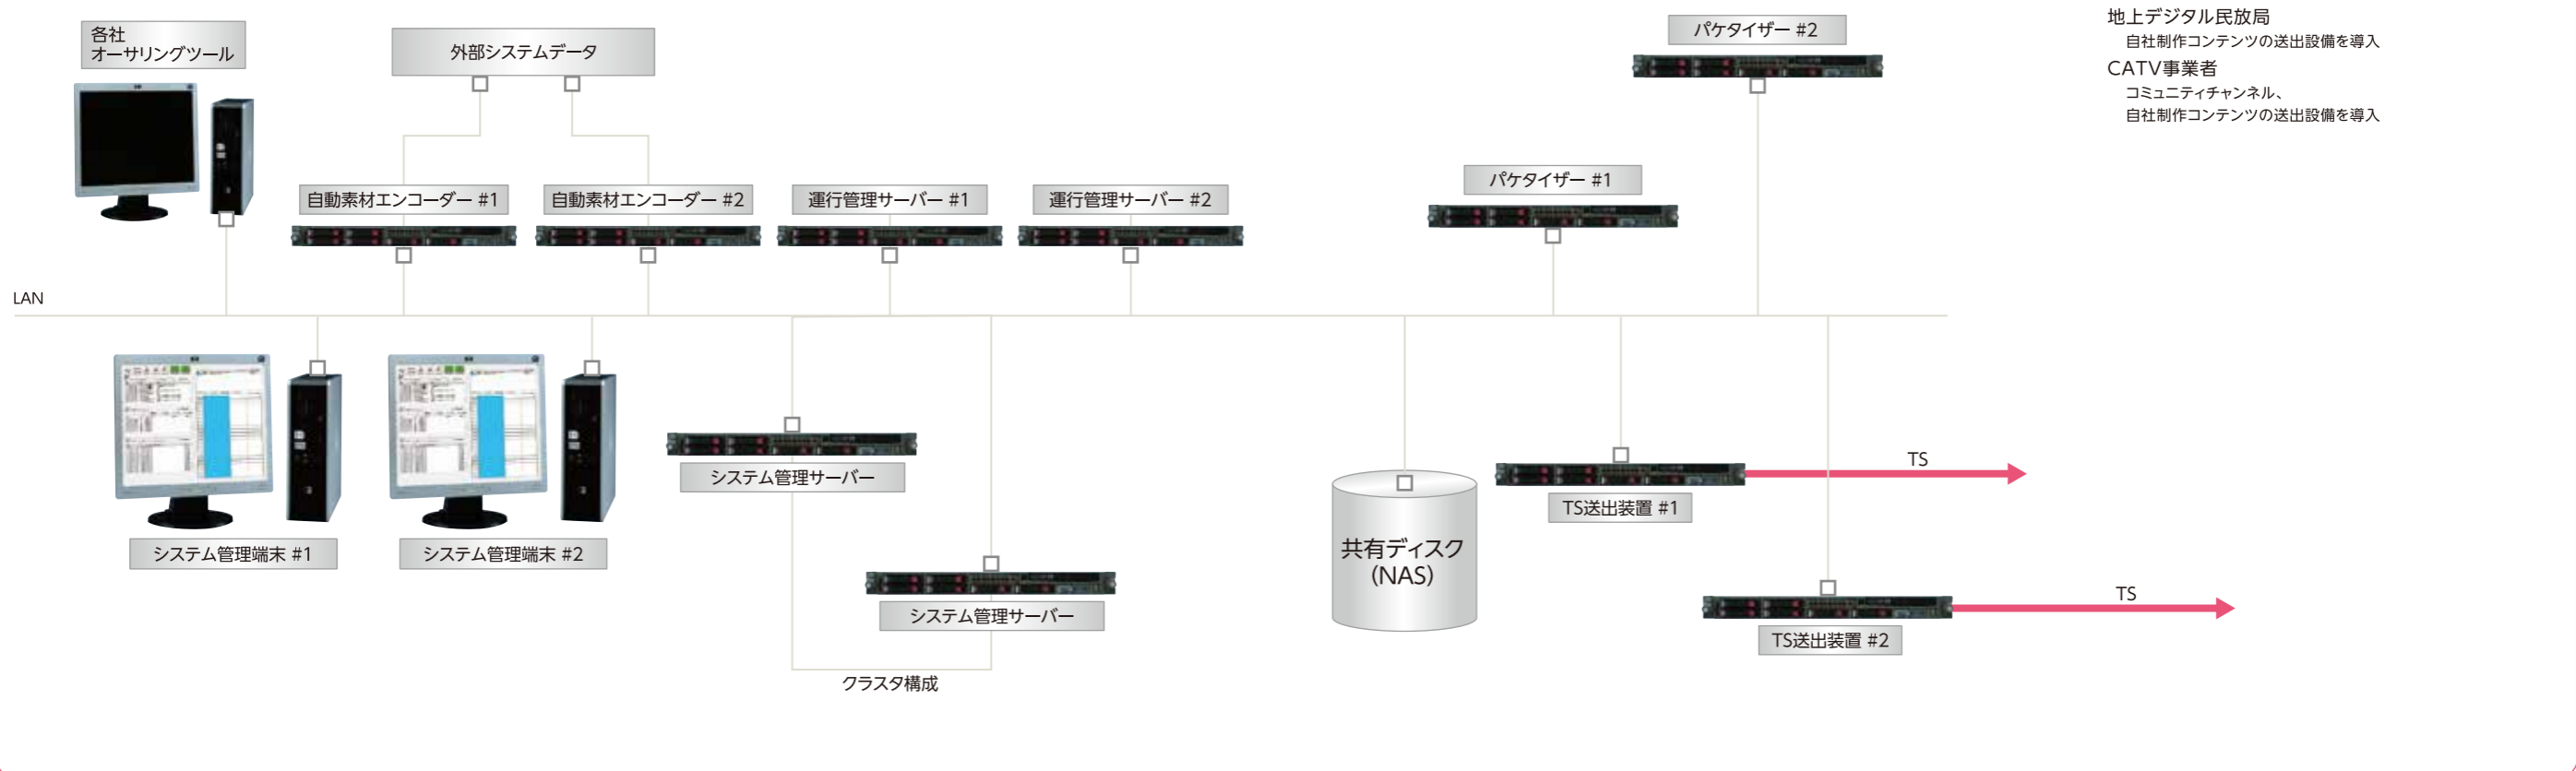 各社
オーサリングツール
外部システムデータ
パケタイザー #2
地上デジタル民放局
自社制作コンテンツの送出設備を導入
CATV事業者
コミュニティチャンネル、
自社制作コンテンツの送出設備を導入
自動素材エンコーダー #1
自動素材エンコーダー #2
運行管理サーバー #1
運行管理サーバー #2
パケタイザー #1
LAN
システム管理端末 #1
システム管理端末 #2
システム管理サーバー
システム管理サーバー
クラスタ構成
共有ディスク
(NAS)
TS
TS送出装置 #1
TS
TS送出装置 #2